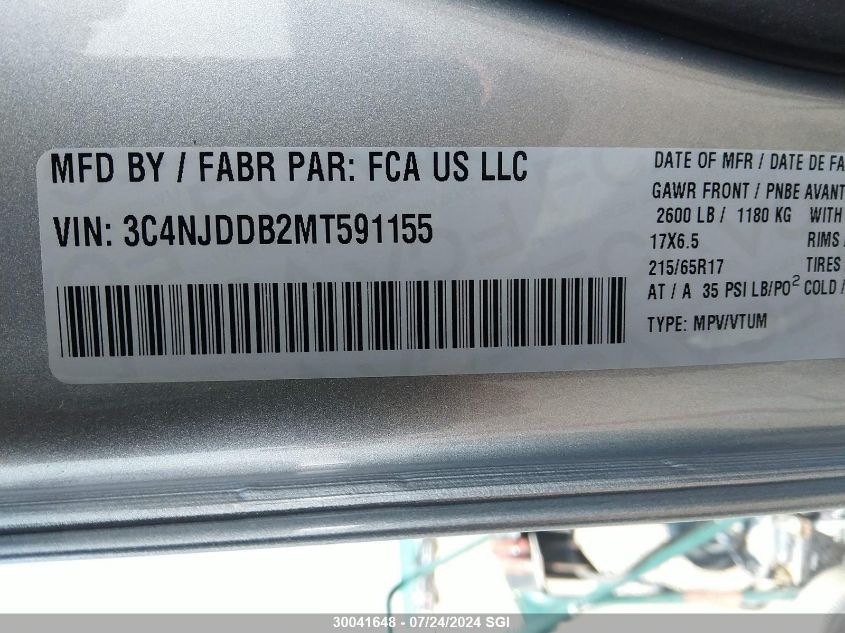 MFD BY / FABR PAR: FCA US LLC
VIN: 3C4NJDDB2MT591155
DATE OF MFR / DATE DE FA
GAWR FRONT / PNBE AVANT
2600 LB / 1180 KG WITH
17X6.5 RIMS
215/65R17 TIRES
AT / A 35 PSI LB/PO² COLD /
TYPE: MPV/VTUM
30041648 - 07/24/2024 SGI